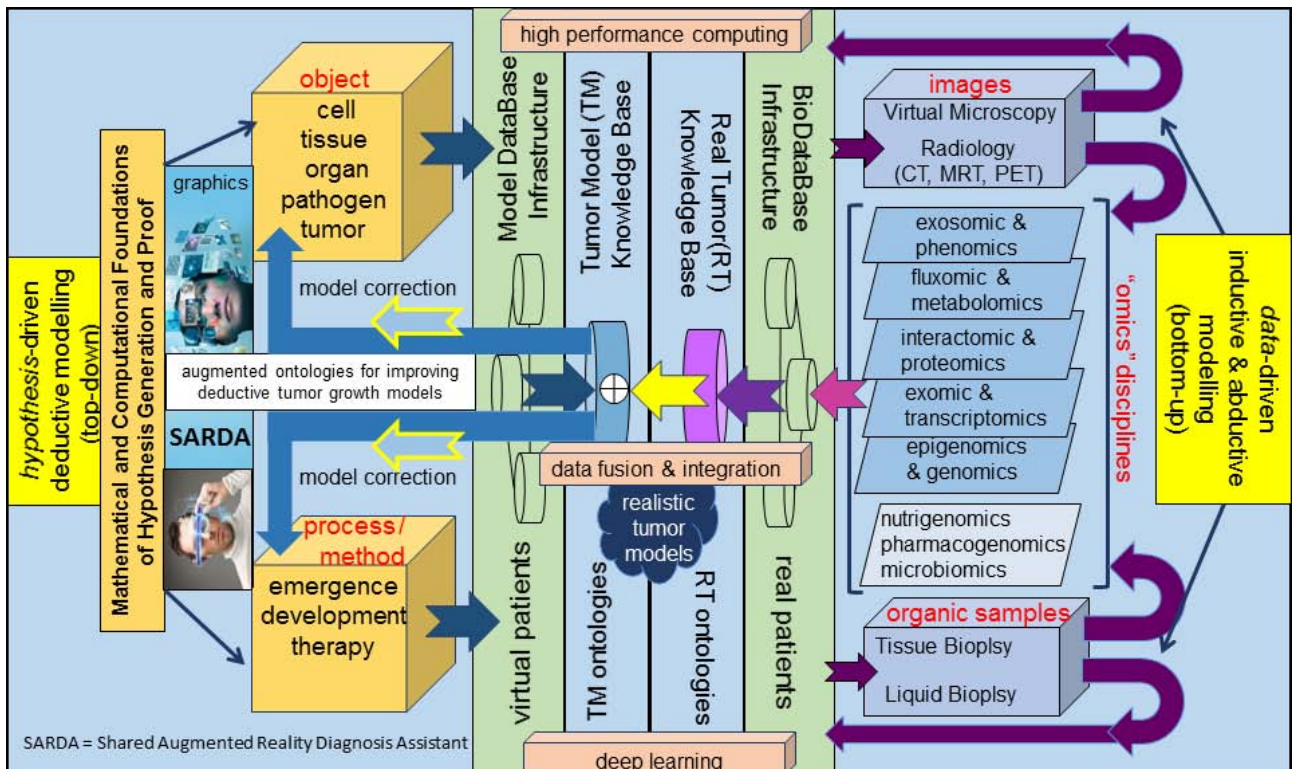 high performance computing
hypothesis-driven
deductive modelling
(top-down)
Mathematical and Computational Foundations
of Hypothesis Generation and Proof
object
cell
tissue
organ
pathogen
tumor
graphics
model correction
augmented ontologies for improving
deductive tumor growth models
SARDA
model correction
process/
method
emergence
development
therapy
SARDA = Shared Augmented Reality Diagnosis Assistant
Model DataBase
Infrastructure
virtual patients
Tumor Model (TM)
Knowledge Base
TM ontologies
Real Tumor(RT)
Knowledge Base
RT ontologies
BioDataBase
Infrastructure
real patients
data fusion & integration
realistic
tumor
models
deep learning
images
Virtual Microscopy
Radiology
(CT, MRT, PET)
exosomic &
phenomics
fluxomic &
metabolomics
interactomic &
proteomics
exomic &
transcriptomics
epigenomics
& genomics
nutrigenomics
pharmacogenomics
microbiomics
"omics" disciplines
organic samples
Tissue Bioplsy
Liquid Bioplsy
data-driven
inductive & abductive
modelling
(bottom-up)